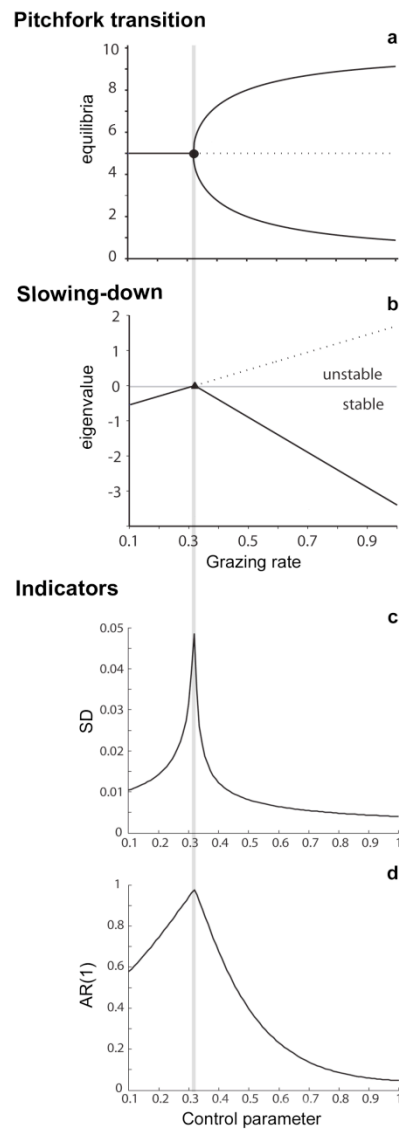 Pitchfork transition
a
10
8
6
4
2
0
equilibria
Slowing-down
b
2
1
0
-1
-2
-3
eigenvalue
unstable
stable
0.1 0.3 0.5 0.7 0.9
Grazing rate
Indicators
c
0.05
0.04
0.03
0.02
0.01
0
SD
0.1 0.2 0.3 0.4 0.5 0.6 0.7 0.8 0.9 1
d
1
0.8
0.6
0.4
0.2
0
AR(1)
0.1 0.2 0.3 0.4 0.5 0.6 0.7 0.8 0.9 1
Control parameter